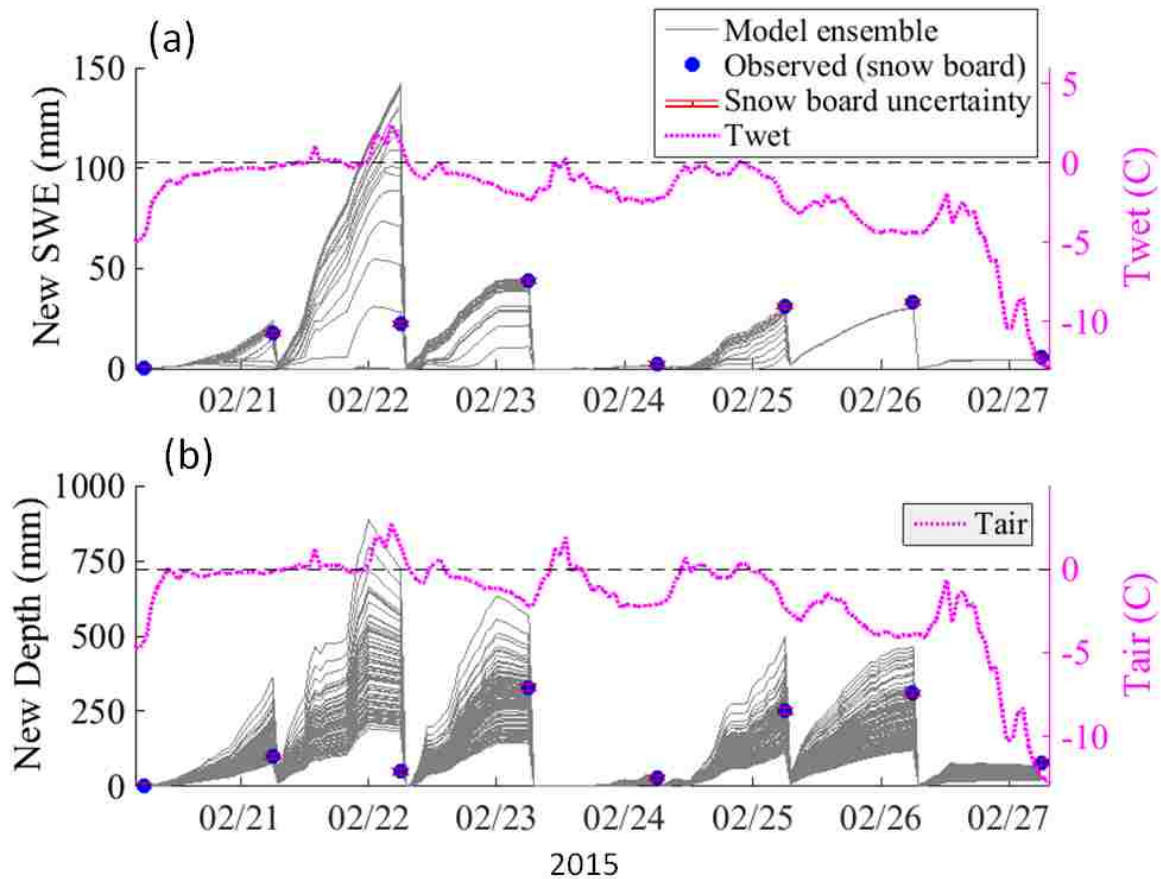 (a)
Model ensemble
Observed (snow board)
Snow board uncertainty
Twet
New SWE (mm)
150
100
50
0
5
0
-5
-10
Twet (C)
02/21 02/22 02/23 02/24 02/25 02/26 02/27
(b)
Tair
New Depth (mm)
1000
750
500
250
0
0
-5
-10
Tair (C)
02/21 02/22 02/23 02/24 02/25 02/26 02/27
2015